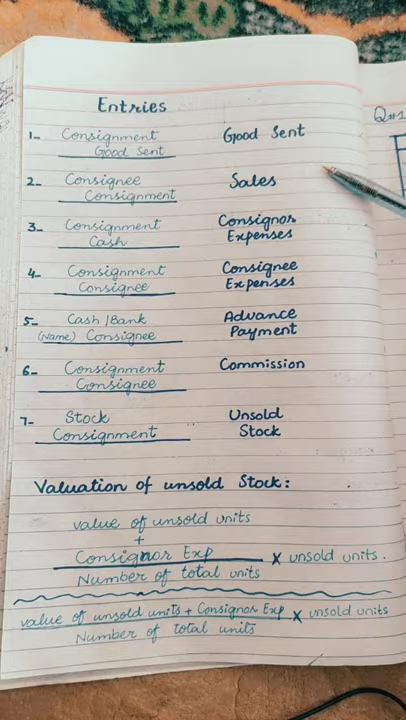 Entries
1- Consignment Good Sent
Good Sent
2- Consignee Sales
Consignment
3- Consignment Consignor
Cash Expenses
4- Consignment Consignee
Consignee Expenses
5- Cash/Bank Advance
(Name) Consignee Payment
6- Consignment Commission
Consignee
7- Stock Unsold
Consignment Stock
Valuation of unsold Stock:
value of unsold units
+
Consignor Exp X unsold units.
Number of total units
value of unsold units + Consignor Exp X unsold units
Number of total units